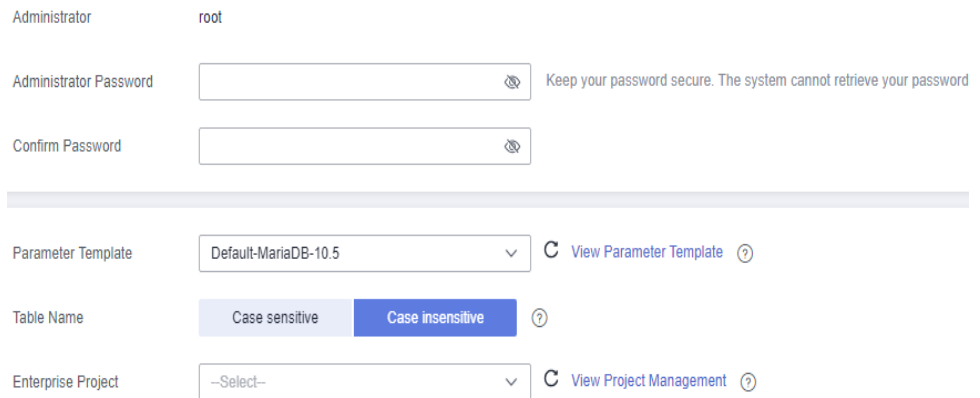 Administrator root
Administrator Password Keep your password secure. The system cannot retrieve your password
Confirm Password
Parameter Template Default-MariaDB-10.5 View Parameter Template ?
Table Name Case sensitive Case insensitive ?
Enterprise Project --Select-- View Project Management ?